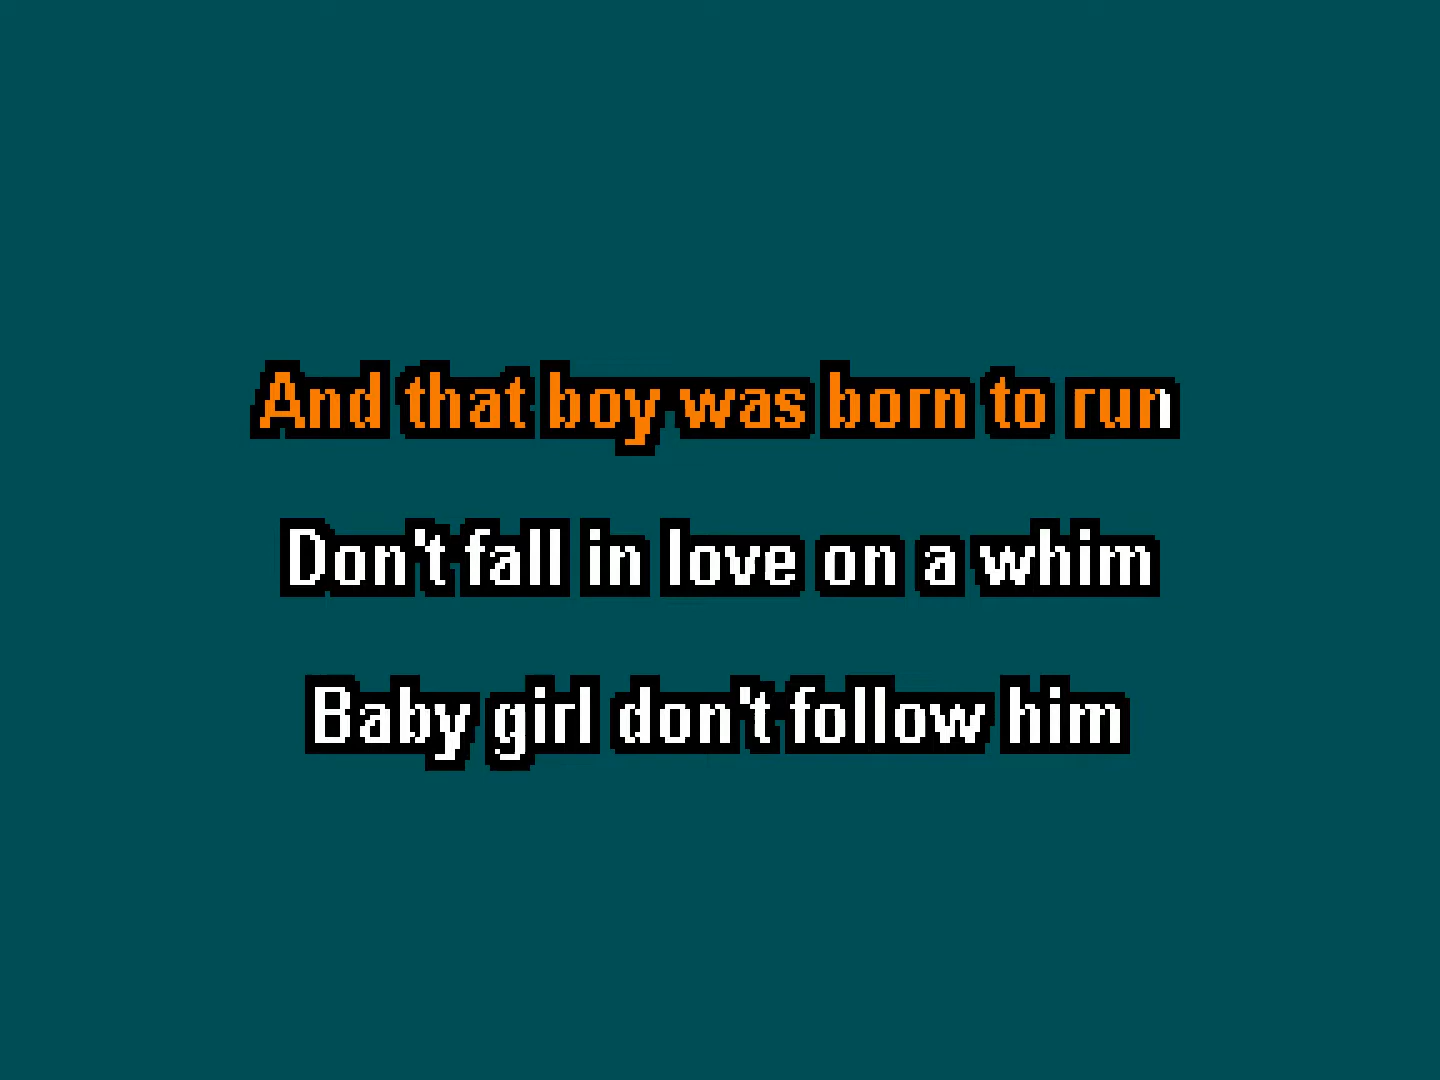 And that boy was born to run
Don't fall in love on a whim
Baby girl don't follow him